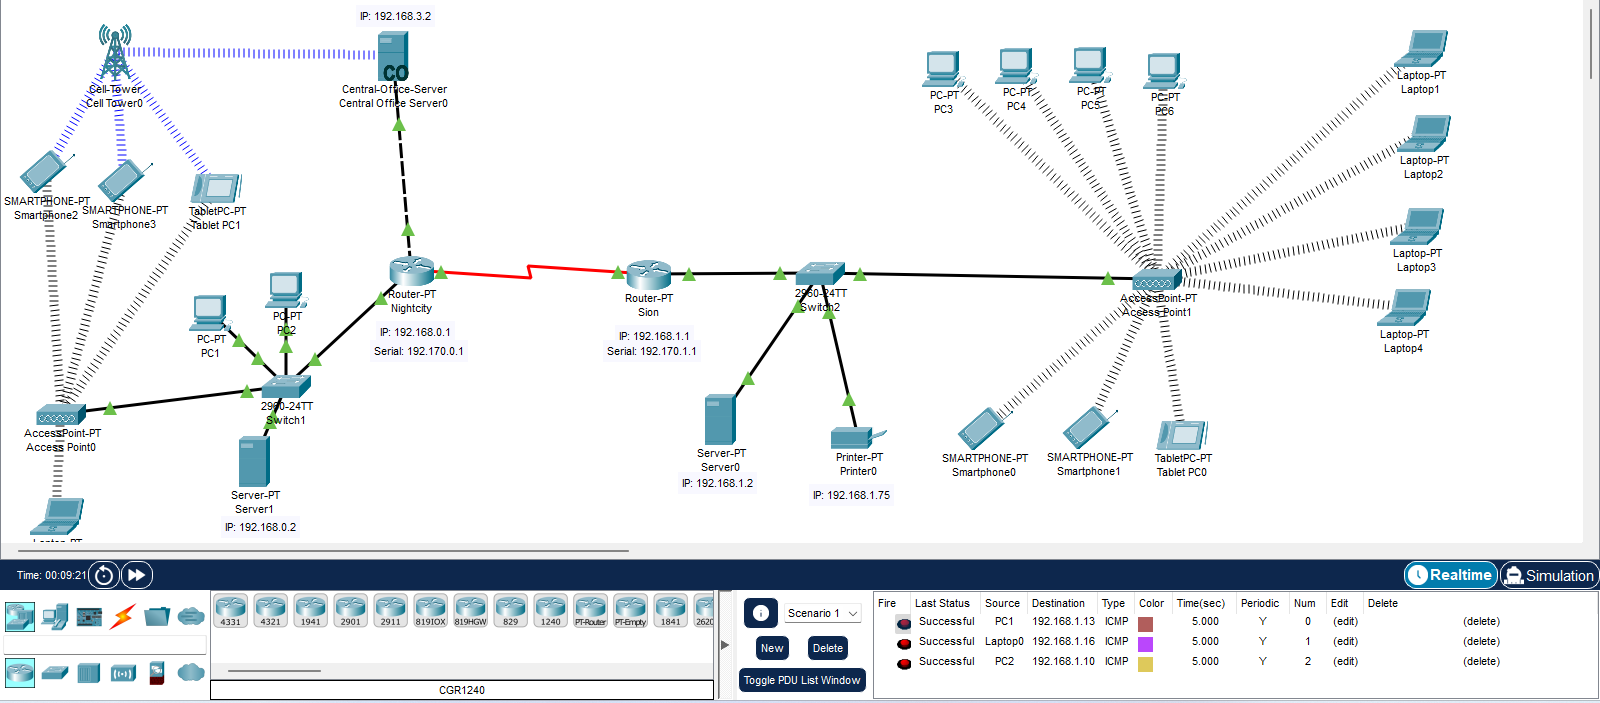 IP: 192.168.3.2
CO
Central-Office-Server
Central Office Server0
Cell-Tower
Cell Tower0
SMARTPHONE-PT
Smartphone2
SMARTPHONE-PT
Smartphone3
TabletPC-PT
Tablet PC1
PC-PT
PC3
PC-PT
PC4
PC-PT
PC5
PC-PT
PC6
Laptop-PT
Laptop1
Laptop-PT
Laptop2
Laptop-PT
Laptop3
Laptop-PT
Laptop4
Router-PT
Nightcity
IP: 192.168.0.1
Serial: 192.170.0.1
Router-PT
Sion
IP: 192.168.1.1
Serial: 192.170.1.1
2960-24TT
Switch2
AccessPoint-PT
Access Point1
PC-PT
PC1
PC-PT
PC2
2960-24TT
Switch1
AccessPoint-PT
Access Point0
Server-PT
Server1
IP: 192.168.0.2
Server-PT
Server0
IP: 192.168.1.2
Printer-PT
Printer0
IP: 192.168.1.75
SMARTPHONE-PT
Smartphone0
SMARTPHONE-PT
Smartphone1
TabletPC-PT
Tablet PC0
Laptop-PT
Time: 00:09:21
Realtime
Simulation
4331
4321
1941
2901
2911
819IOX
819HGW
829
1240
PT-Router
PT-Empty
1841
2620
CGR1240
Scenario 1
New
Delete
Toggle PDU List Window
Fire Last Status Source Destination Type Color Time(sec) Periodic Num Edit Delete
Successful PC1 192.168.1.13 ICMP 5.000 Y 0 (edit) (delete)
Successful Laptop0 192.168.1.16 ICMP 5.000 Y 1 (edit) (delete)
Successful PC2 192.168.1.10 ICMP 5.000 Y 2 (edit) (delete)